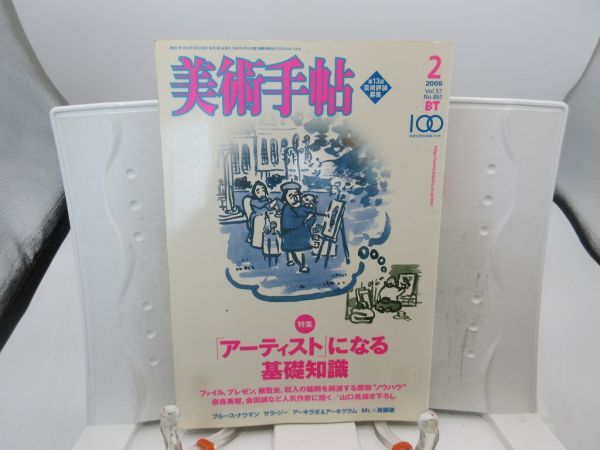 美術手帖
第13回
芸術評論
募集
2
2005
Vol.57
No.861
BT
100
特集
「アーティスト」になる
基礎知識
ファイル、プレゼン、展覧会、収入の疑問を解消する即効“ノウハウ”
奈良美智、会田誠など人気作家に聞く/山口晃描き下ろし
ブルース・ナウマン サラ・ジー アーキラボ&アーキグラム Mr.×斎藤環